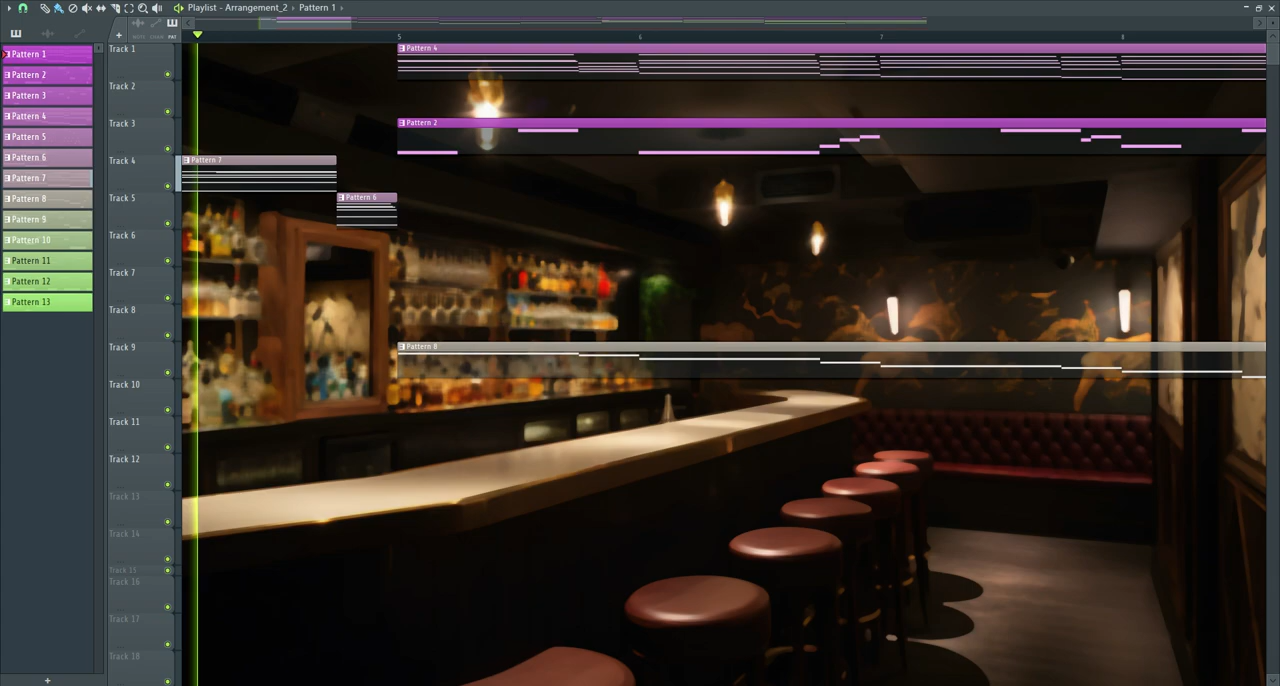 Playlist - Arrangement_2 › Pattern 1 ›
PAT
5 6 7 8
Pattern 1
Pattern 2
Pattern 3
Pattern 4
Pattern 5
Pattern 6
Pattern 7
Pattern 8
Pattern 9
Pattern 10
Pattern 11
Pattern 12
Pattern 13
Track 1
Track 2
Track 3
Track 4
Track 5
Track 6
Track 7
Track 8
Track 9
Track 10
Track 11
Track 12
Track 13
Track 14
Track 15
Track 16
Track 17
Track 18
Pattern 4
Pattern 2
Pattern 7
Pattern 6
Pattern 8